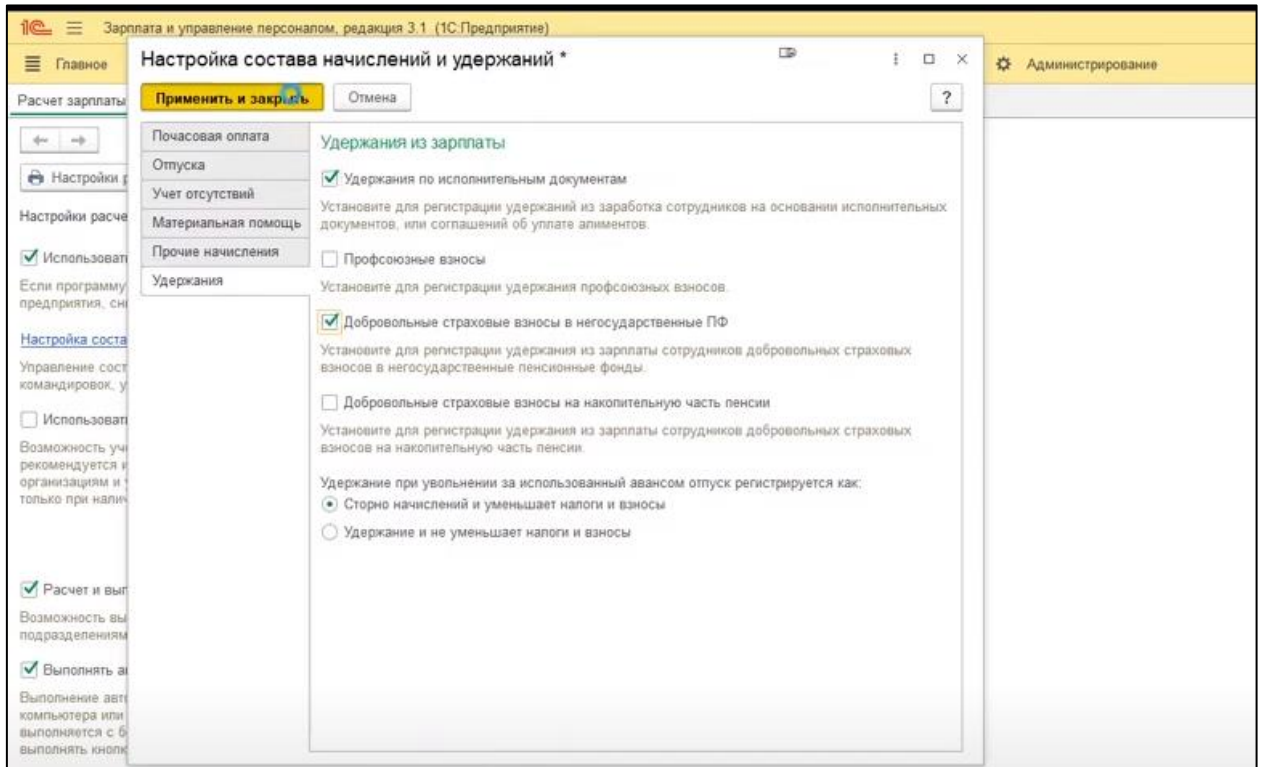 1С Зарплата и управление персоналом, редакция 3.1 (1С:Предприятие)
Главное
Администрирование
Расчет зарплаты
Настройка состава начислений и удержаний *
Применить и закрыть
Отмена
?
Настройки р
Настройки расче
Использоват
Если программу
предприятия, сн
Настройка соста
Управление сост
командировок, у
Использоват
Возможность уч
рекомендуется и
организациям и
только при налич
Расчет и вып
Возможность вы
подразделениям
Выполнять а
Выполнение авт
компьютера или
выполняется с б
выполнять кнопк
Почасовая оплата
Отпуска
Учет отсутствий
Материальная помощь
Прочие начисления
Удержания
Удержания из зарплаты
Удержания по исполнительным документам
Установите для регистрации удержаний из заработка сотрудников на основании исполнительных
документов, или соглашений об уплате алиментов.
Профсоюзные взносы
Установите для регистрации удержания профсоюзных взносов.
Добровольные страховые взносы в негосударственные ПФ
Установите для регистрации удержания из зарплаты сотрудников добровольных страховых
взносов в негосударственные пенсионные фонды.
Добровольные страховые взносы на накопительную часть пенсии
Установите для регистрации удержания из зарплаты сотрудников добровольных страховых
взносов на накопительную часть пенсии.
Удержание при увольнении за использованный авансом отпуск регистрируется как:
Сторно начислений и уменьшает налоги и взносы
Удержание и не уменьшает налоги и взносы